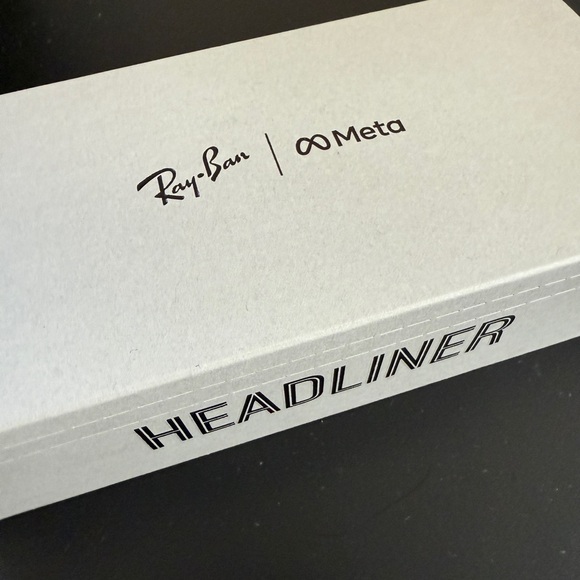 Ray-Ban | ∞ Meta
HEADLINER